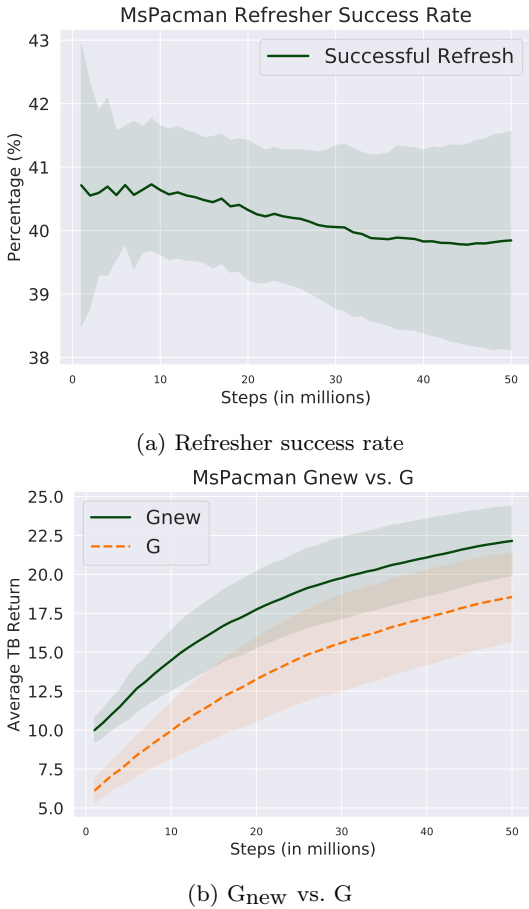 MsPacman Refresher Success Rate
43
Successful Refresh
42
41
Percentage (%)
40
39
38
0 10 20 30 40 50
Steps (in millions)
(a) Refresher success rate
MsPacman Gnew vs. G
25.0
Gnew
22.5
G
20.0
17.5
Average TB Return
15.0
12.5
10.0
7.5
5.0
0 10 20 30 40 50
Steps (in millions)
(b) Gnew vs. G